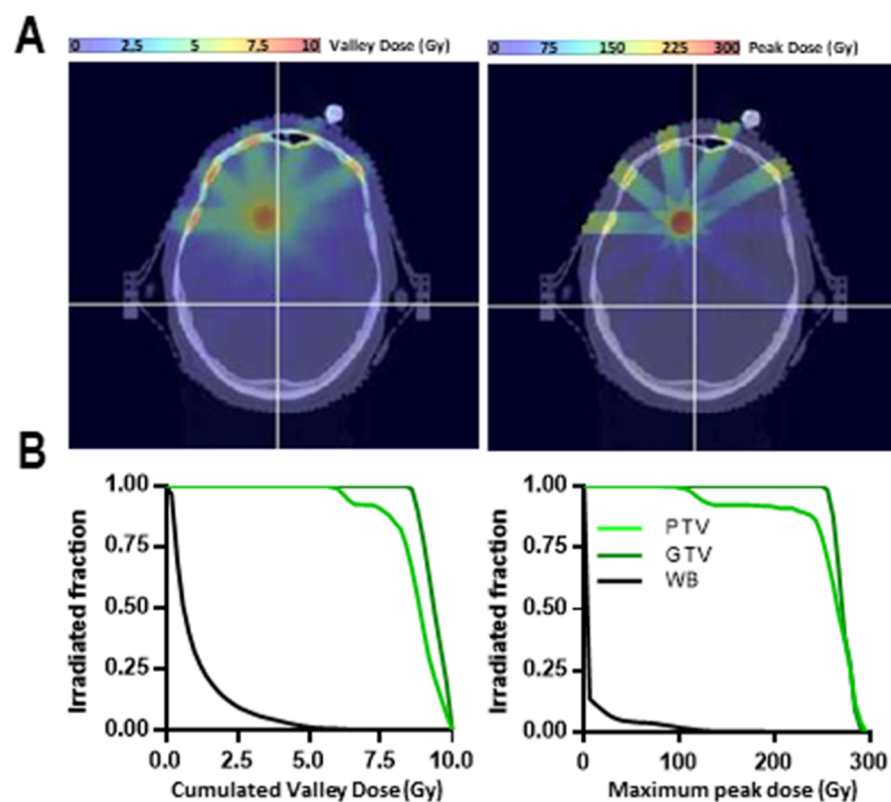 A
0 2.5 5 7.5 10 Valley Dose (Gy)
0 75 150 225 300 Peak Dose (Gy)
B
1.00
0.75
0.50
0.25
0.00
Irradiated fraction
0.0 2.5 5.0 7.5 10.0
Cumulated Valley Dose (Gy)
1.00
0.75
0.50
0.25
0.00
Irradiated fraction
PTV
GTV
WB
0 100 200 300
Maximum peak dose (Gy)